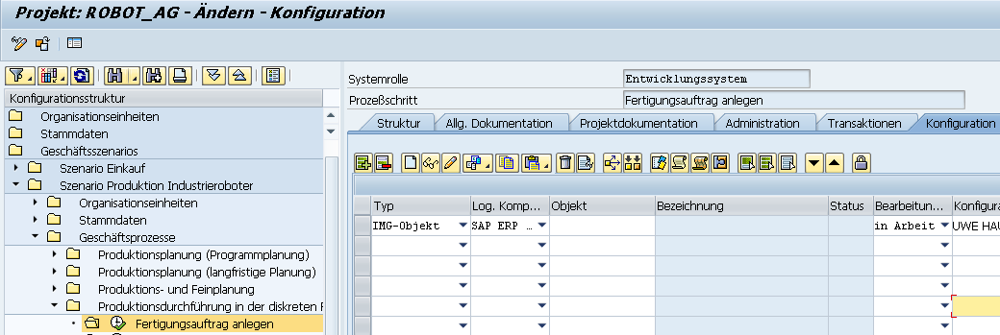 Projekt: ROBOT_AG - Ändern - Konfiguration
Systemrolle Entwicklungssystem
Prozeßschritt Fertigungsauftrag anlegen
Struktur Allg. Dokumentation Projektdokumentation Administration Transaktionen Konfiguration
Konfigurationsstruktur
Organisationseinheiten
Stammdaten
Geschäftsszenarios
Szenario Einkauf
Szenario Produktion Industrieroboter
Organisationseinheiten
Stammdaten
Geschäftsprozesse
Produktionsplanung (Programmplanung)
Produktionsplanung (langfristige Planung)
Produktions- und Feinplanung
Produktionsdurchführung in der diskreten F
Fertigungsauftrag anlegen
Typ Log. Komp... Objekt Bezeichnung Status Bearbeitun... Konfigura
IMG-Objekt SAP ERP ... in Arbeit UWE HAU